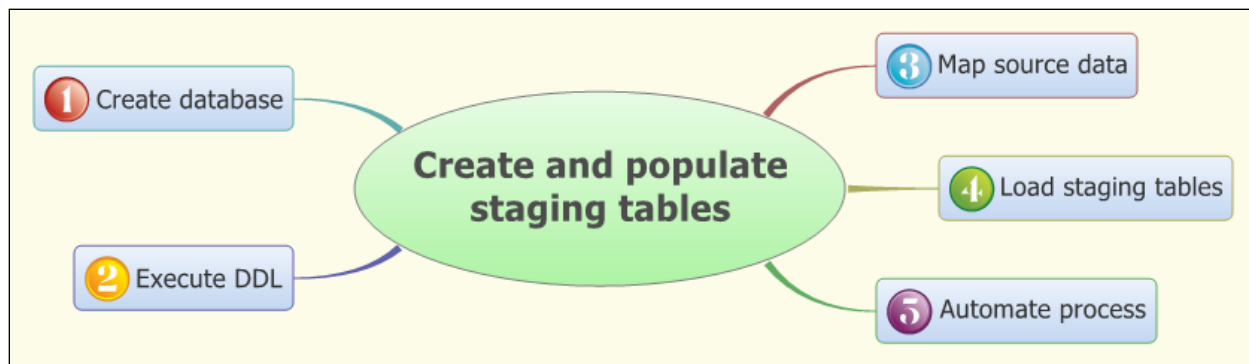 1 Create database
2 Execute DDL
Create and populate
staging tables
3 Map source data
4 Load staging tables
5 Automate process